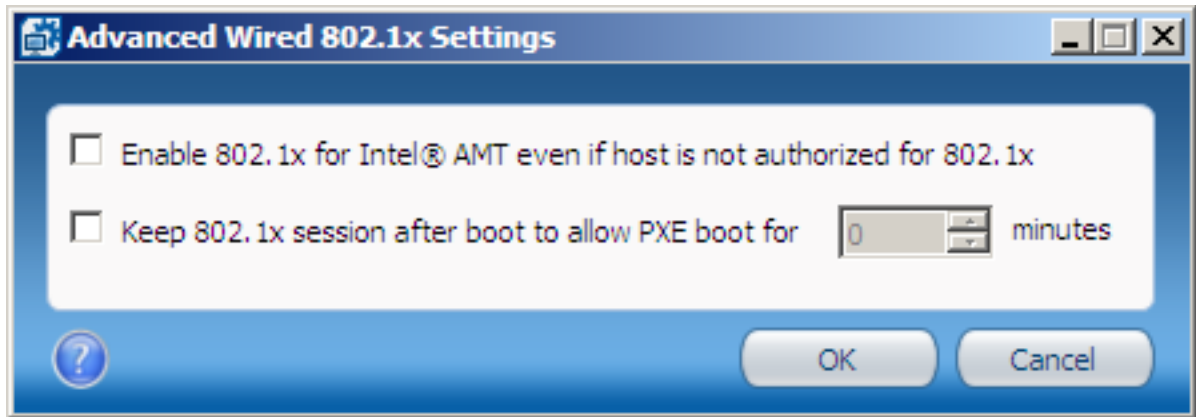 Advanced Wired 802.1x Settings
Enable 802.1x for Intel® AMT even if host is not authorized for 802.1x
Keep 802.1x session after boot to allow PXE boot for 0 minutes
?
OK Cancel